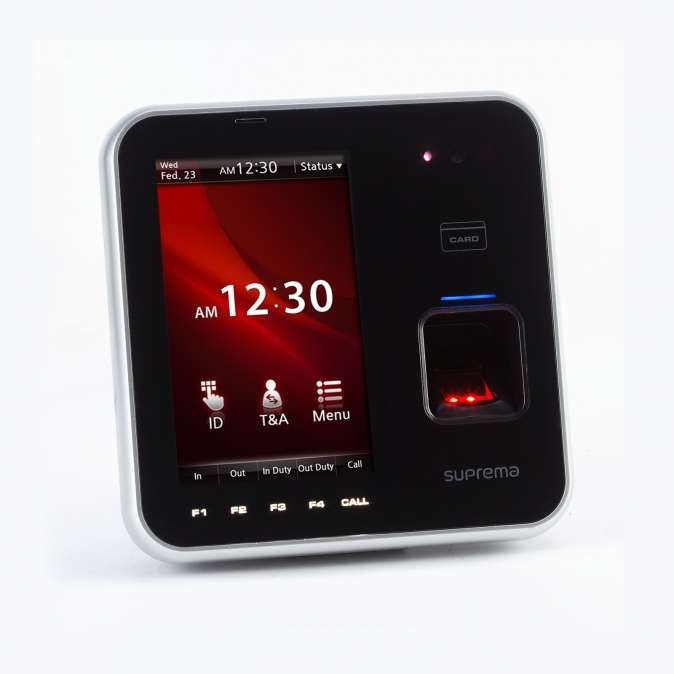 Wed
Fed, 23
AM 12:30
Status ▾
AM 12:30
ID
T&A
Menu
In
Out
In Duty
Out Duty
Call
F1
F2
F3
F4
CALL
CARD
suprema